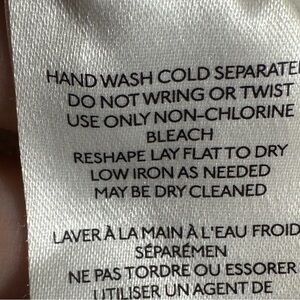 HAND WASH COLD SEPARATEL
DO NOT WRING OR TWIST
USE ONLY NON-CHLORINE
BLEACH
RESHAPE LAY FLAT TO DRY
LOW IRON AS NEEDED
MAY BE DRY CLEANED
LAVER À LA MAIN À L'EAU FROID
SÉPARÉMEN
NE PAS TORDRE OU ESSORER
UTILISER UN AGENT DE